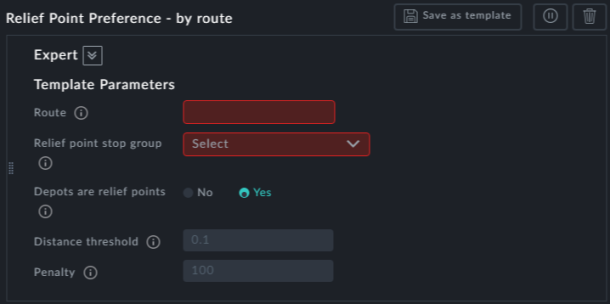 Relief Point Preference - by route
Save as template
Expert
Template Parameters
Route
Relief point stop group
Select
Depots are relief points
No
Yes
Distance threshold
0.1
Penalty
100